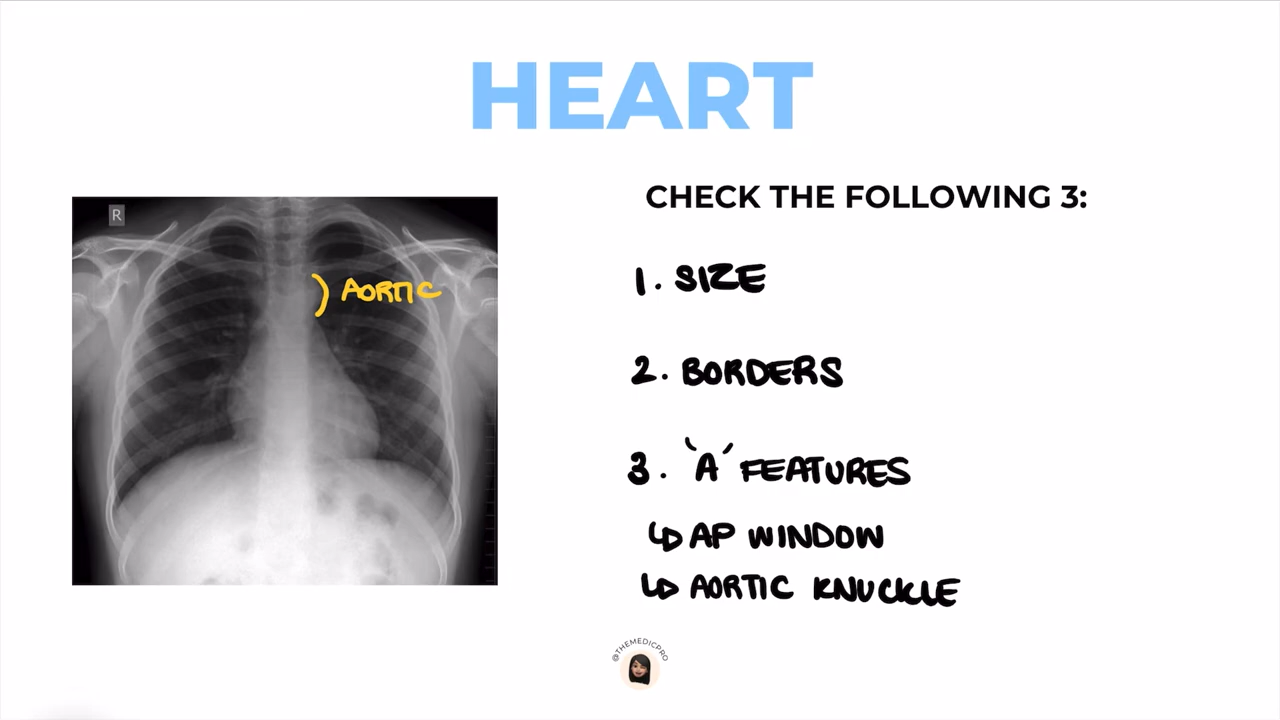 HEART
CHECK THE FOLLOWING 3:
R
AORTIC
1. SIZE
2. BORDERS
3. 'A' FEATURES
↳ AP WINDOW
↳ AORTIC KNUCKLE
@THEMEDICPRO